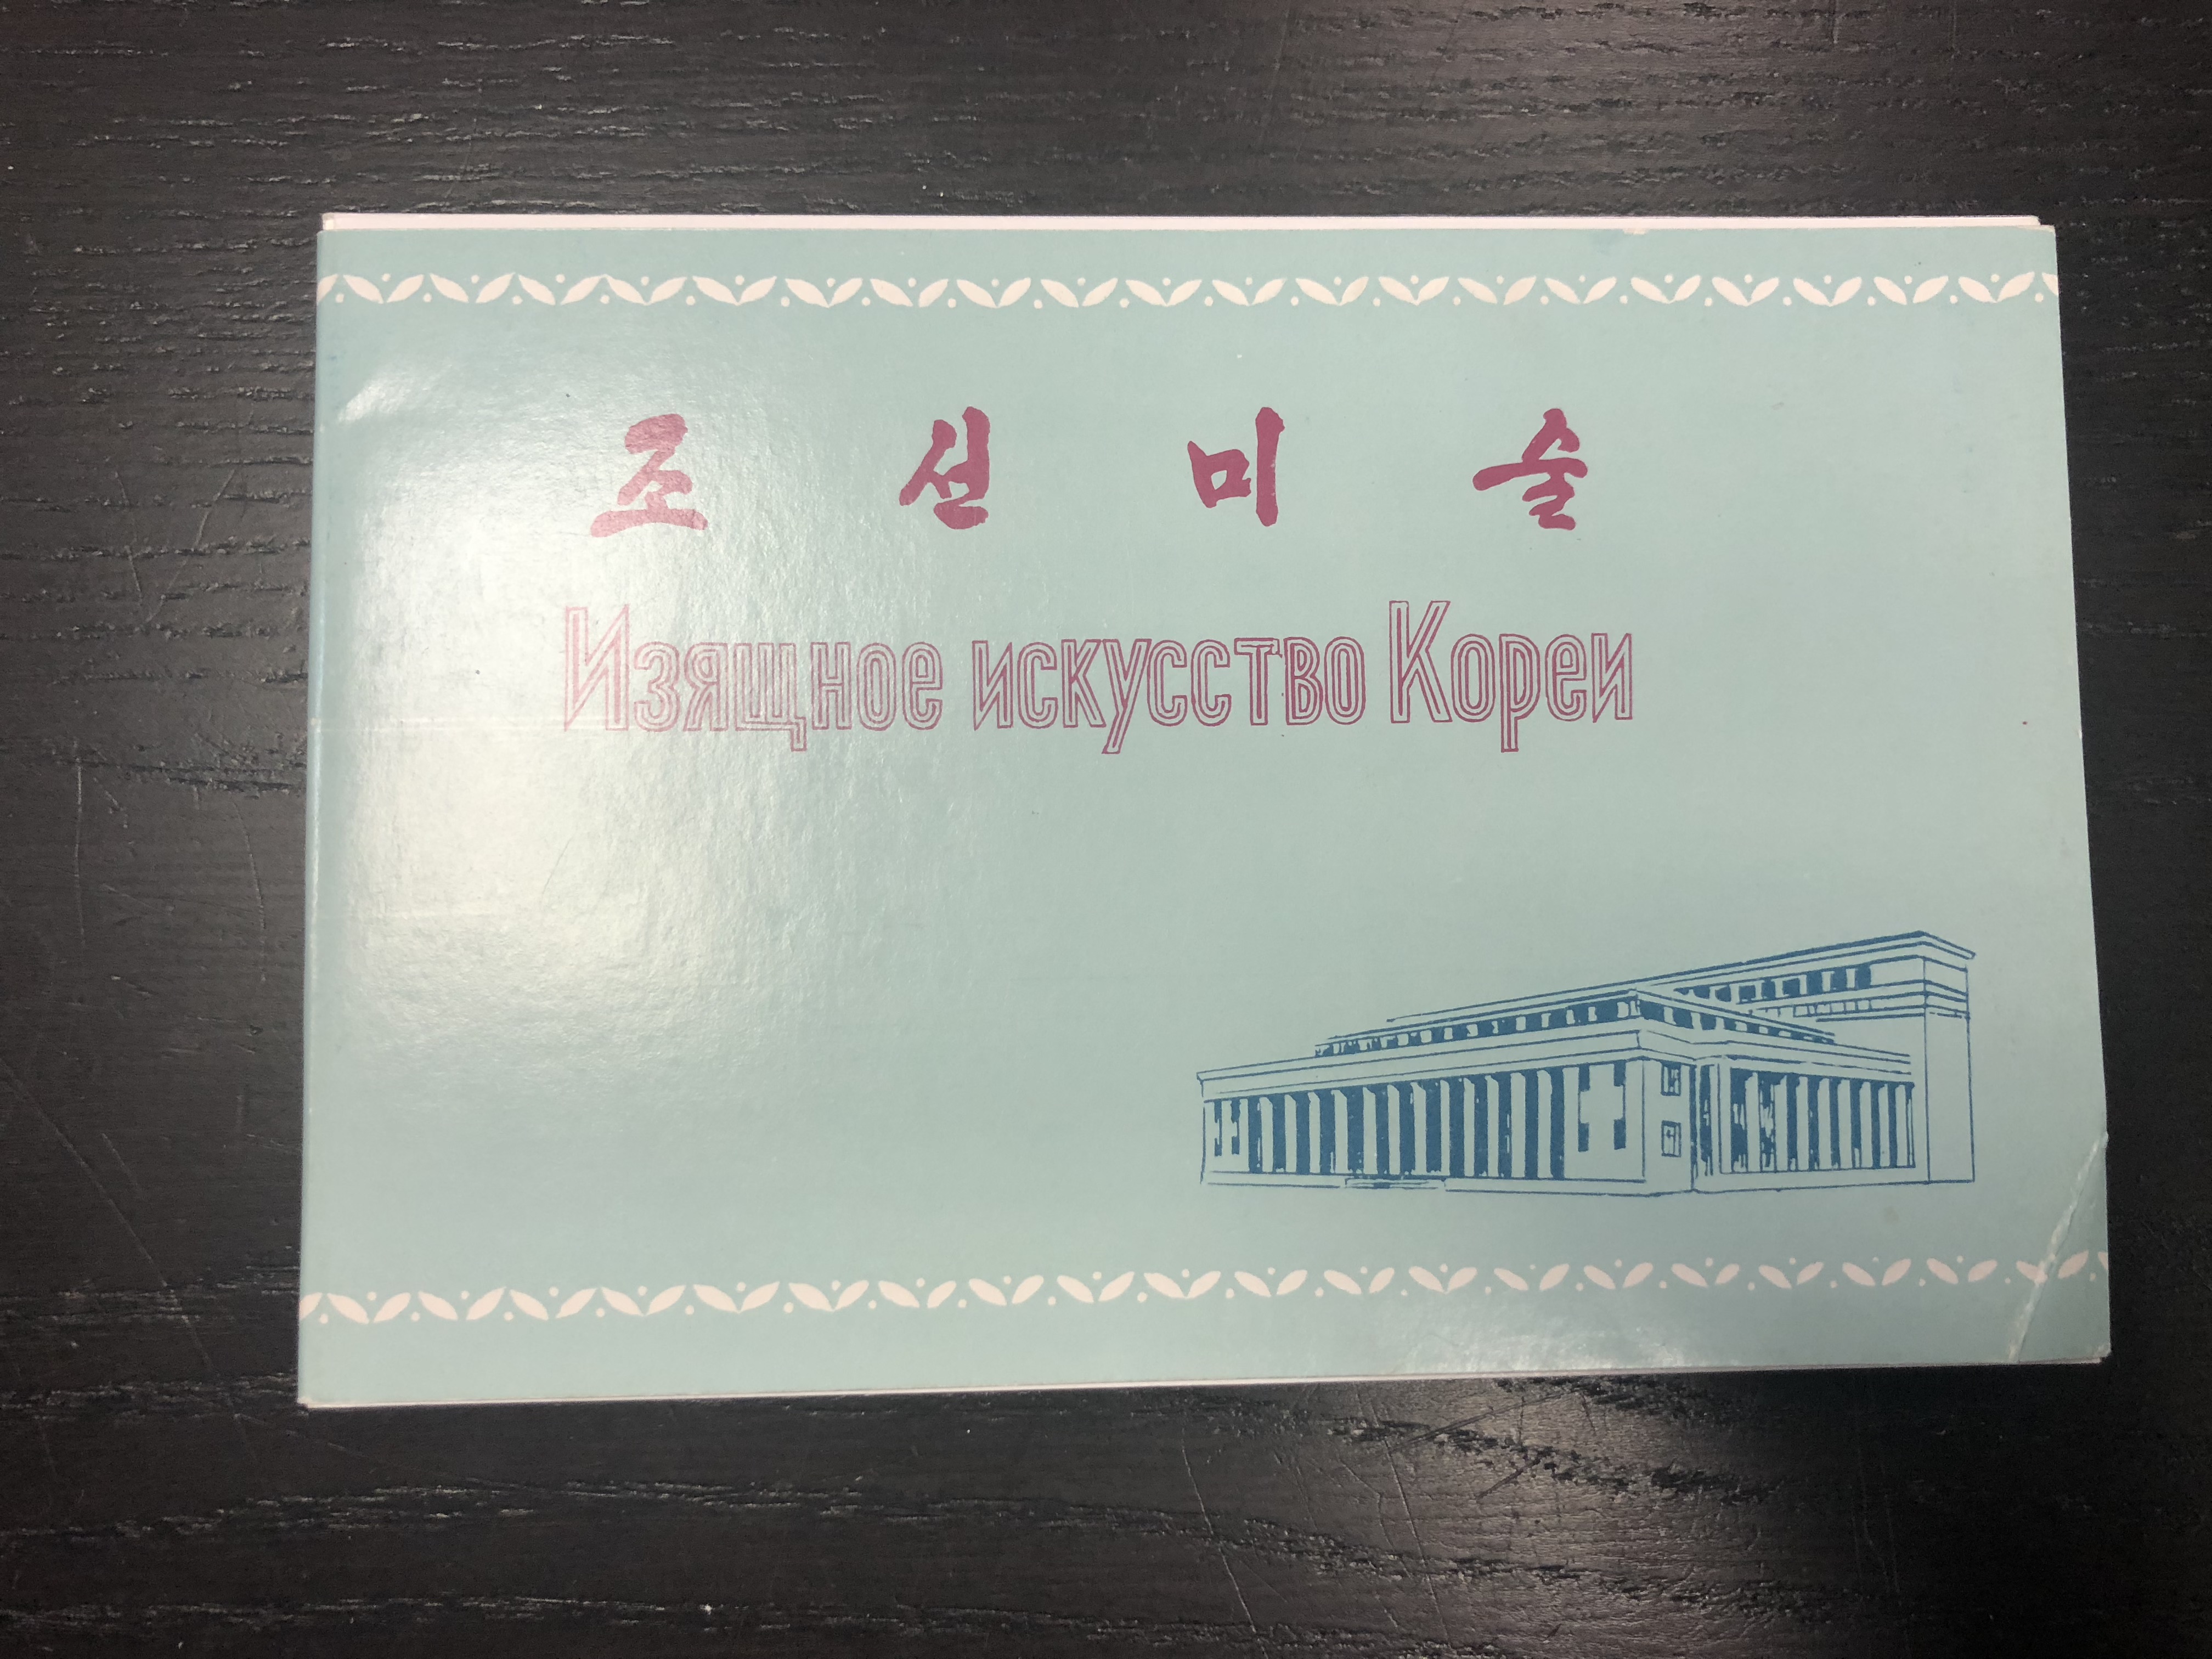 조선미술
Изящное искусство Кореи